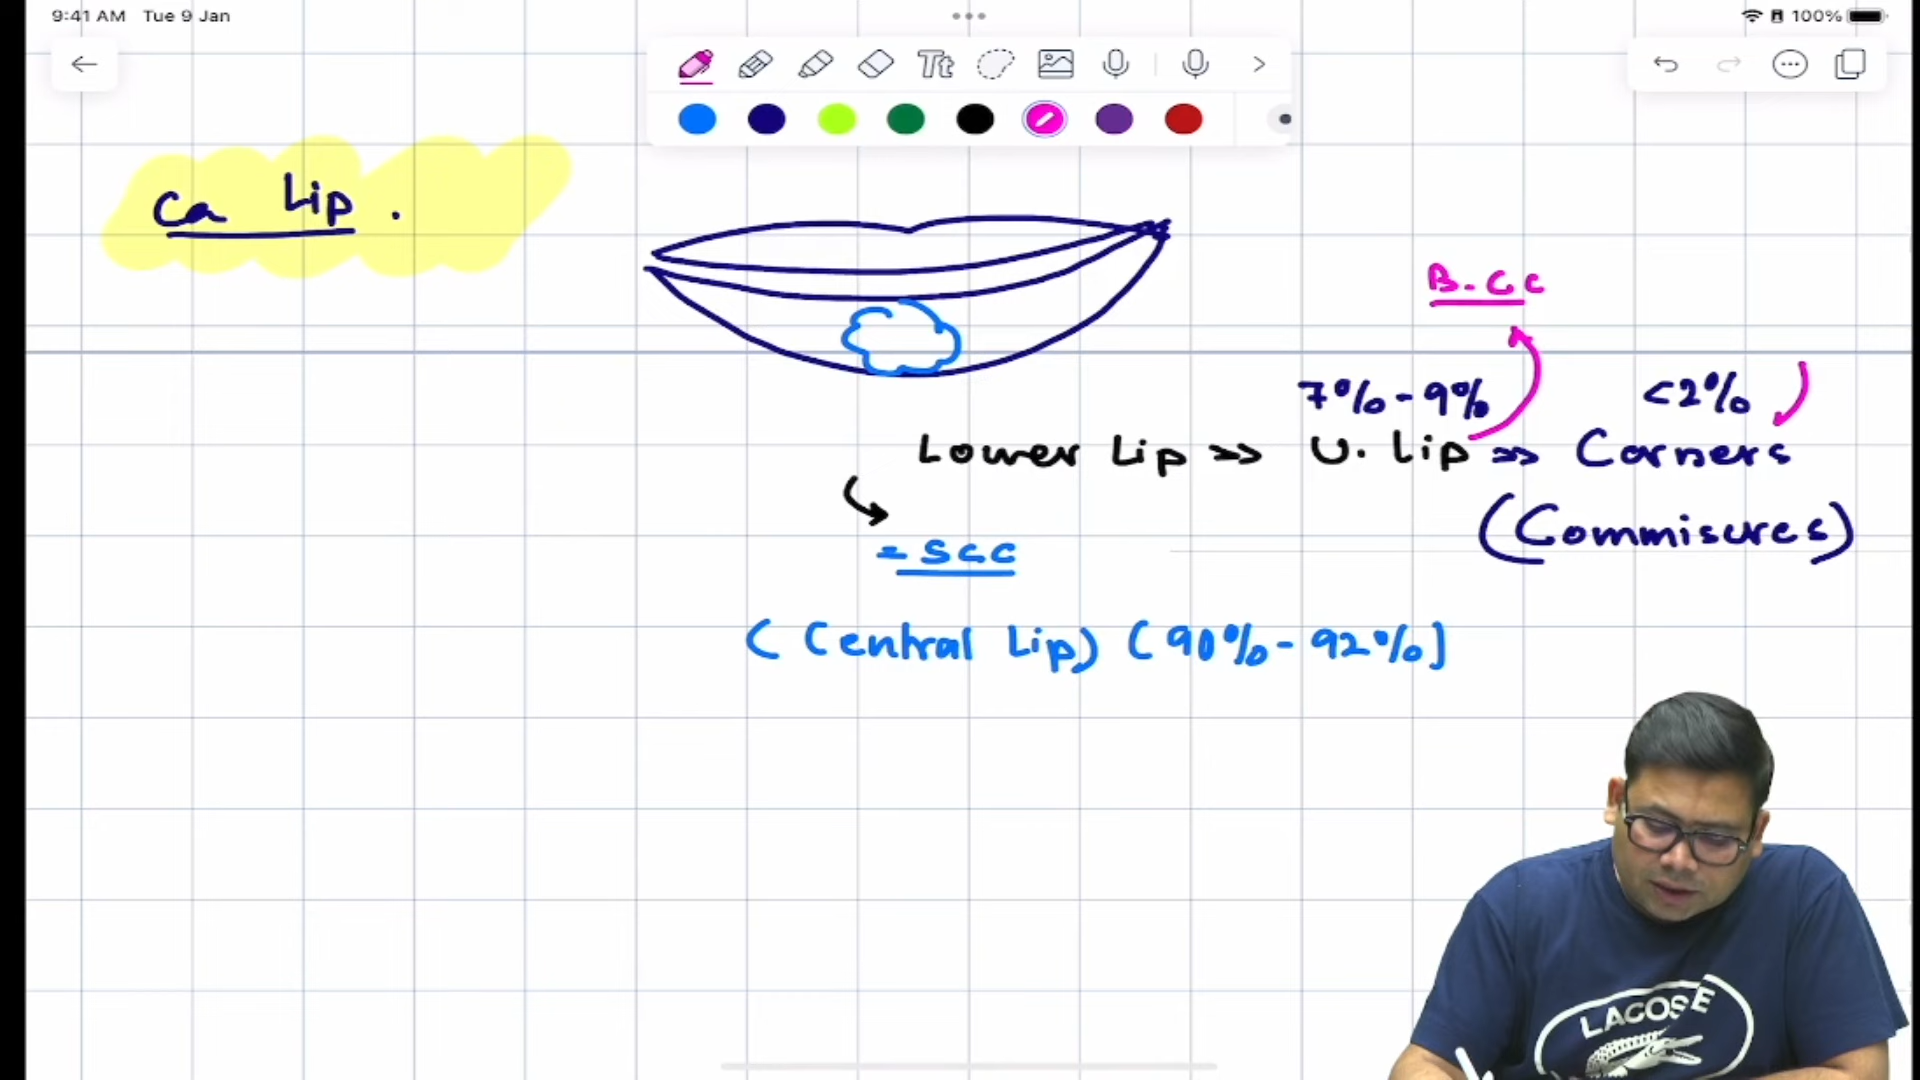 9:41 AM Tue 9 Jan
100%
Tt
Ca Lip .
B.CC
7%-9% <2%
Lower Lip >> U. Lip >> Corners
(Commisures)
= SCC
(Central Lip) (90%-92%]
LACOSTE